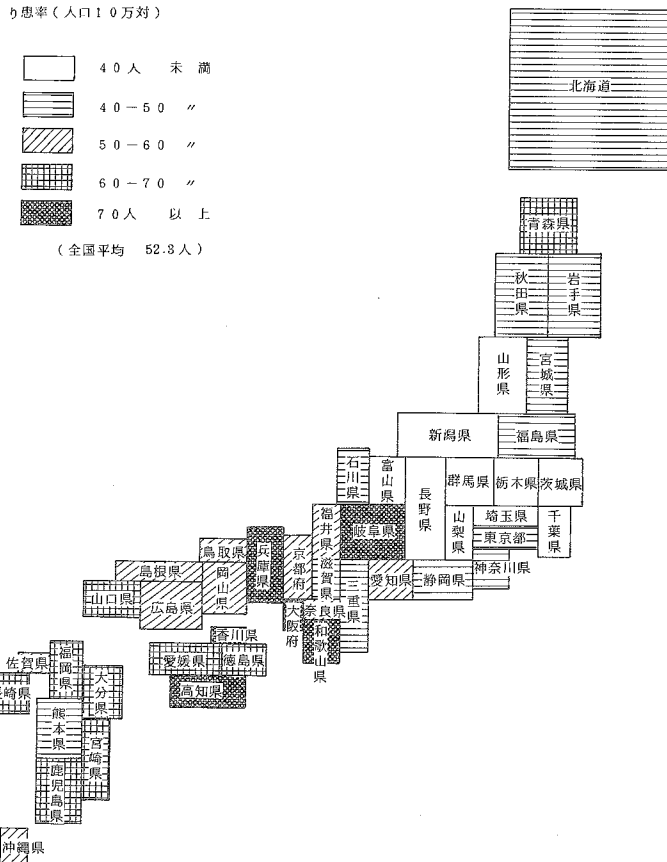 り患率(人口10万対)
40人 未満
40-50 〃
50-60 〃
60-70 〃
70人 以上
(全国平均 52.3人)
北海道
青森県
秋田県
岩手県
山形県
宮城県
新潟県
福島県
石川県
富山県
長野県
群馬県
栃木県
茨城県
福井県
岐阜県
山梨県
埼玉県
千葉県
東京都
神奈川県
鳥取県
兵庫県
京都府
滋賀県
三重県
愛知県
静岡県
島根県
岡山県
山口県
広島県
大阪府
奈良県
和歌山県
香川県
愛媛県
徳島県
高知県
佐賀県
福岡県
長崎県
大分県
熊本県
宮崎県
鹿児島県
沖縄県